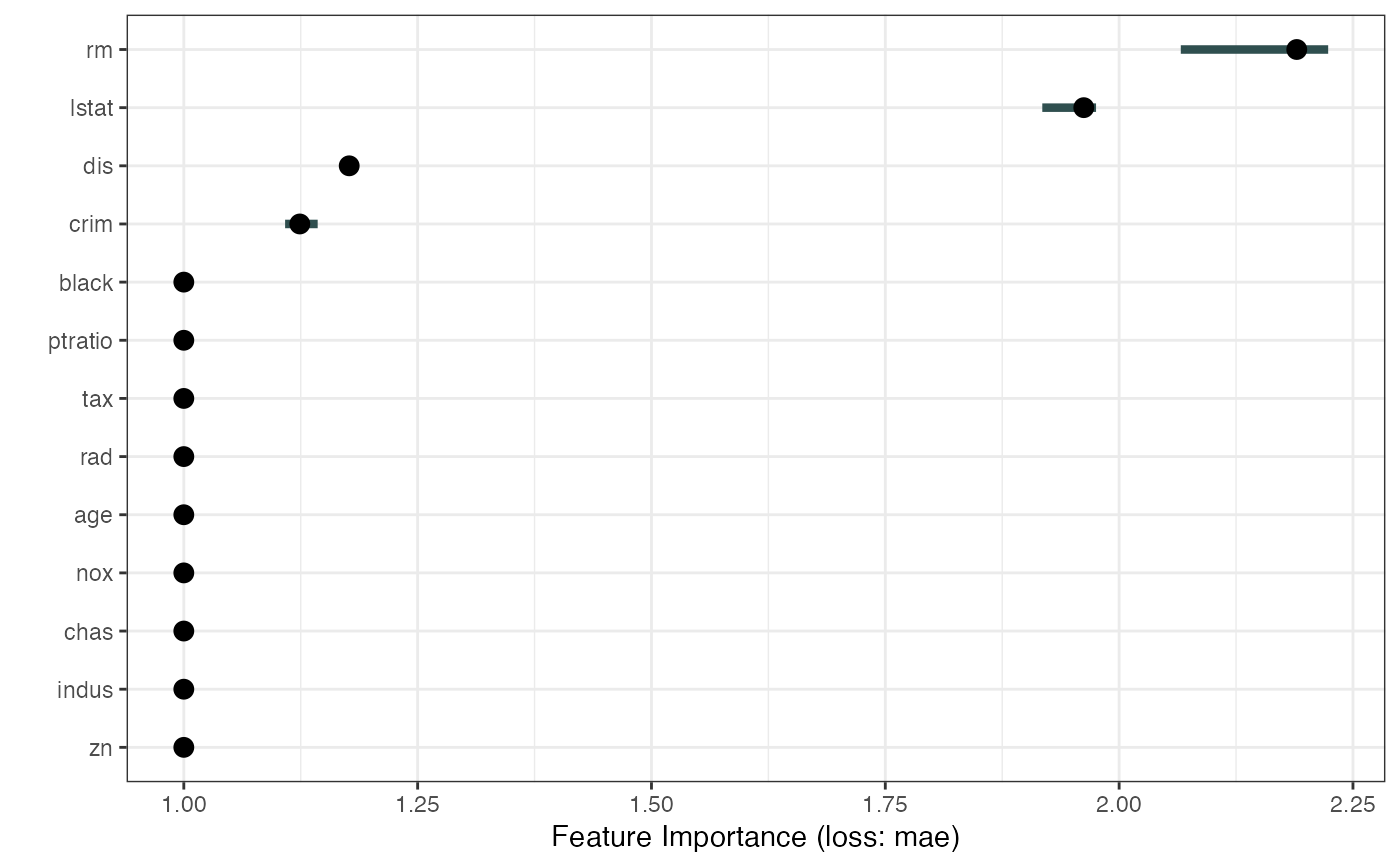 rm
lstat
dis
crim
black
ptratio
tax
rad
age
nox
chas
indus
zn
1.00 1.25 1.50 1.75 2.00 2.25
Feature Importance (loss: mae)